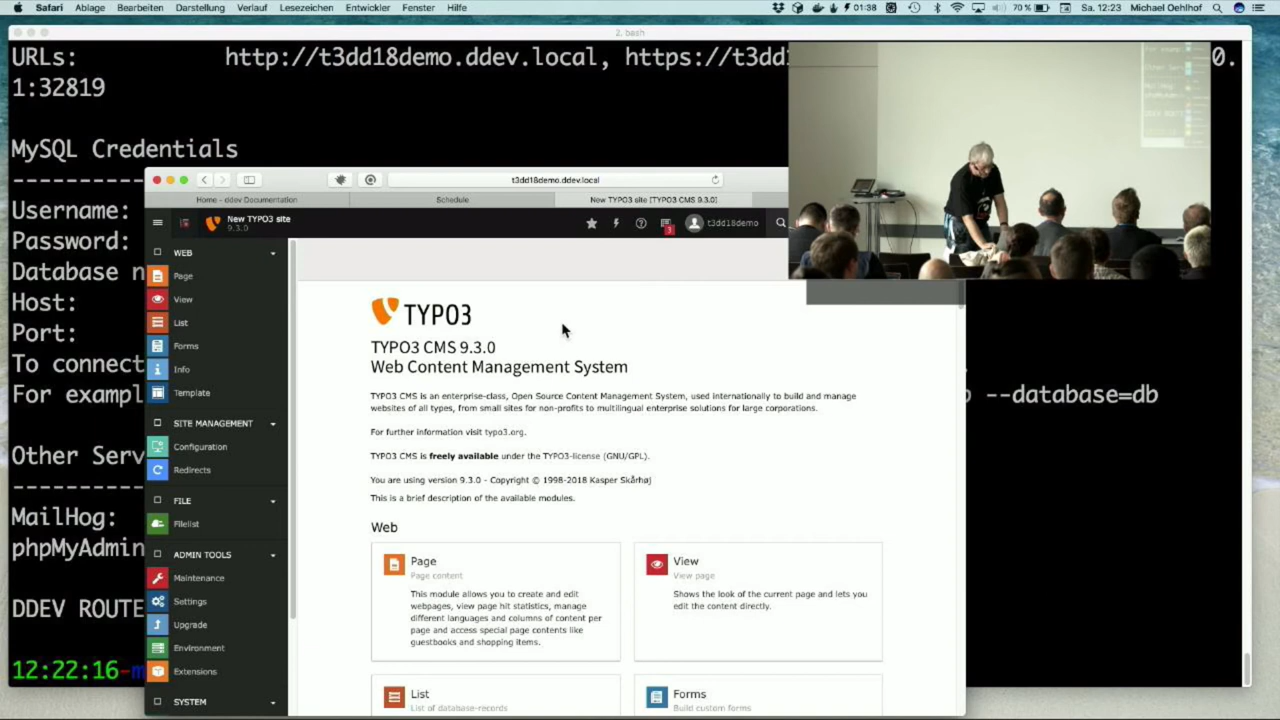 Safari Ablage Bearbeiten Darstellung Verlauf Lesezeichen Entwickler Fenster Hilfe 01:38 70 % Sa. 12:23 Michael Oehlhof
2. bash
URLs: http://t3dd18demo.ddev.local, https://t3dd1 0.
1:32819
MySQL Credentials
Username:
Password:
Database n
Host:
Port:
To connect
For exampl --database=db
Other Serv
MailHog:
phpMyAdmin
DDEV ROUTE
12:22:16-m
t3dd18demo.ddev.local
Home - ddev Documentation Schedule New TYPO3 site [TYPO3 CMS 9.3.0]
New TYPO3 site
9.3.0
3
t3dd18demo
WEB
Page
View
List
Forms
Info
Template
SITE MANAGEMENT
Configuration
Redirects
FILE
Filelist
ADMIN TOOLS
Maintenance
Settings
Upgrade
Environment
Extensions
SYSTEM
TYPO3
TYPO3 CMS 9.3.0
Web Content Management System
TYPO3 CMS is an enterprise-class, Open Source Content Management System, used internationally to build and manage
websites of all types, from small sites for non-profits to multilingual enterprise solutions for large corporations.
For further information visit typo3.org.
TYPO3 CMS is freely available under the TYPO3-license (GNU/GPL).
You are using version 9.3.0 - Copyright © 1998-2018 Kasper Skårhøj
This is a brief description of the available modules.
Web
Page
Page content
This module allows you to create and edit
webpages, view page hit statistics, manage
different languages and columns of content per
page and access special page contents like
guestbooks and shopping items.
View
View page
Shows the look of the current page and lets you
edit the content directly.
List
List of database-records
Forms
Build custom forms